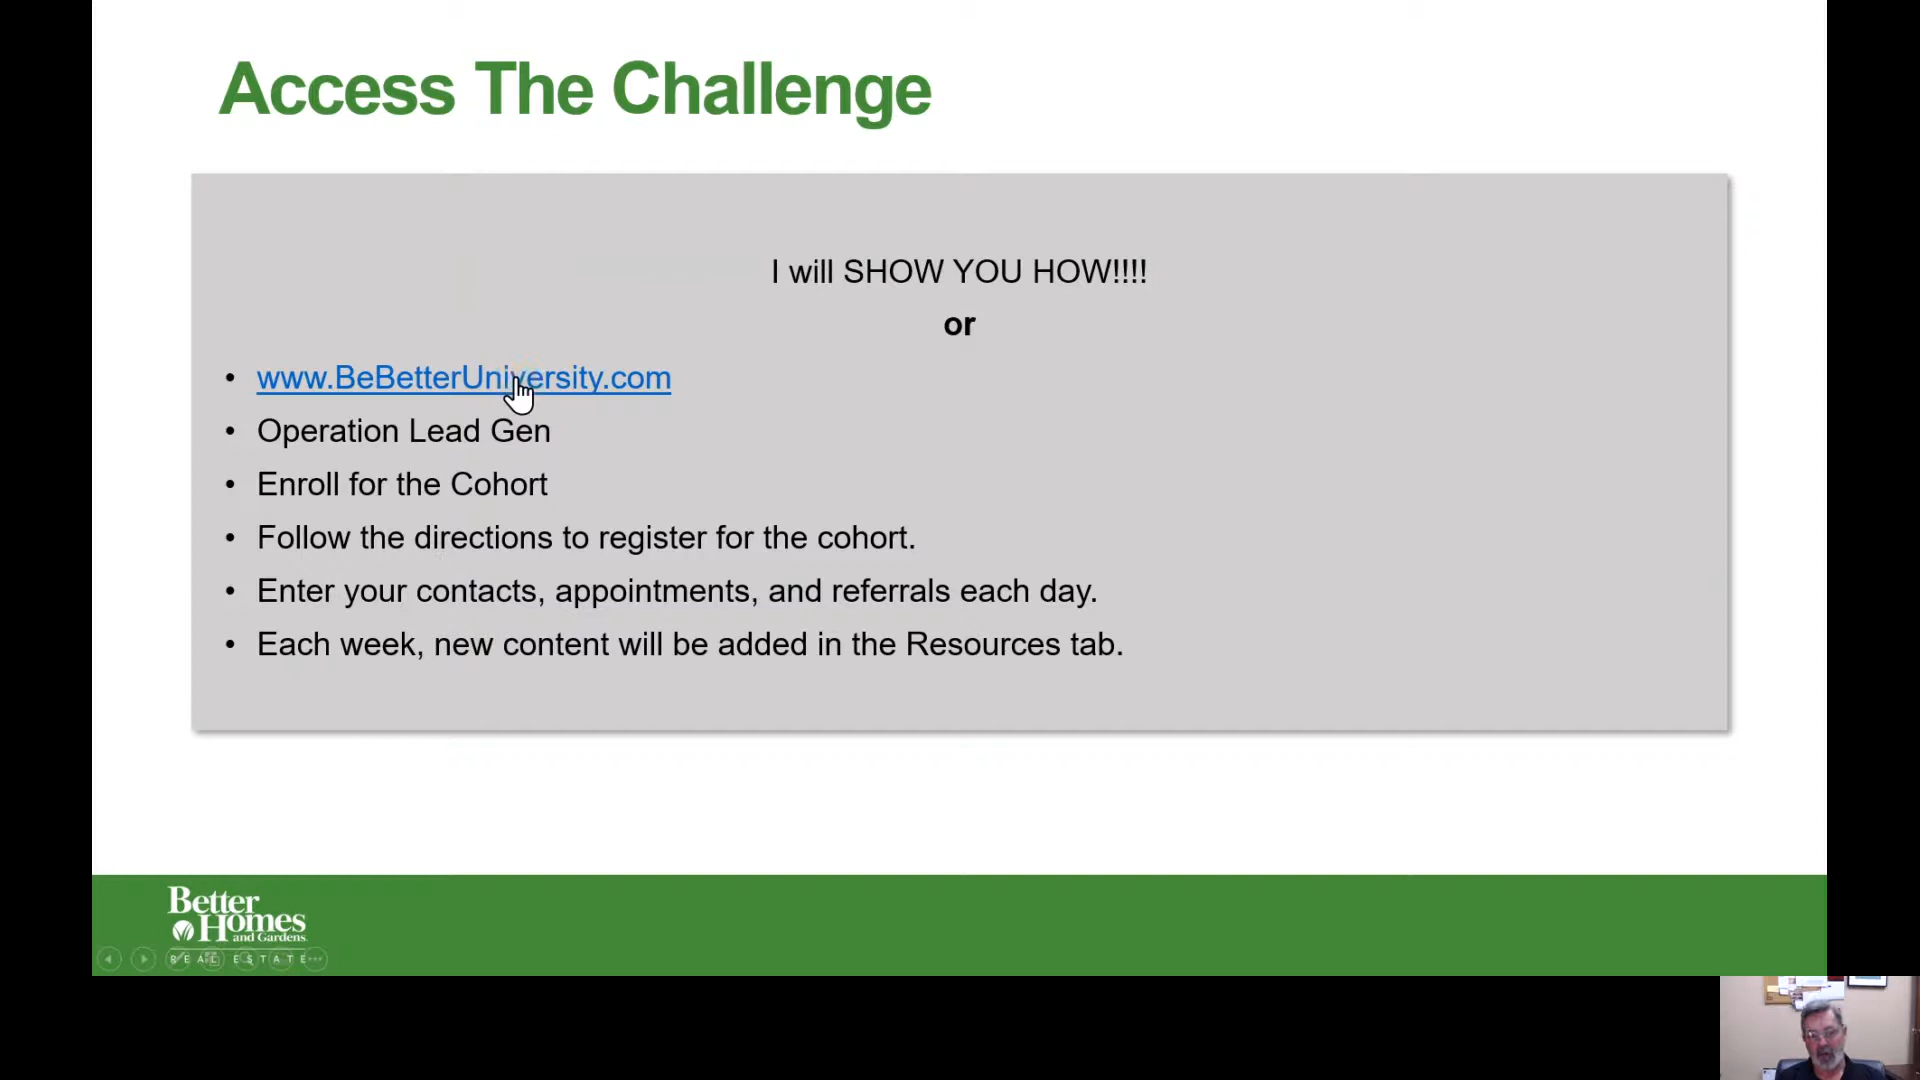 Access The Challenge
I will SHOW YOU HOW!!!!
or
• www.BeBetterUniversity.com
• Operation Lead Gen
• Enroll for the Cohort
• Follow the directions to register for the cohort.
• Enter your contacts, appointments, and referrals each day.
• Each week, new content will be added in the Resources tab.
Better
Homes
and Gardens
REAL ESTATE